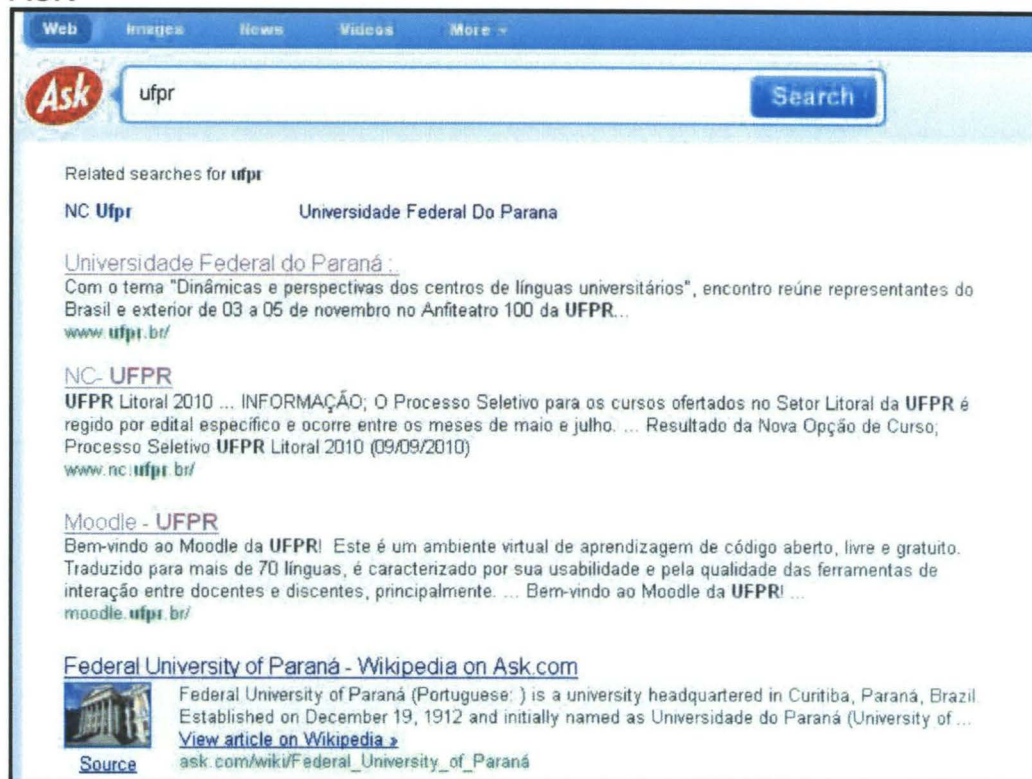 Web Images News Videos More
Ask ufpr Search
Related searches for ufpr
NC Ufpr Universidade Federal Do Parana
Universidade Federal do Paraná :.
Com o tema "Dinâmicas e perspectivas dos centros de línguas universitários", encontro reúne representantes do
Brasil e exterior de 03 a 05 de novembro no Anfiteatro 100 da UFPR...
www.ufpr.br/
NC- UFPR
UFPR Litoral 2010 ... INFORMAÇÃO; O Processo Seletivo para os cursos ofertados no Setor Litoral da UFPR é
regido por edital específico e ocorre entre os meses de maio e julho. ... Resultado da Nova Opção de Curso;
Processo Seletivo UFPR Litoral 2010 (09/09/2010)
www.nc.ufpr.br/
Moodle - UFPR
Bem-vindo ao Moodle da UFPR! Este é um ambiente virtual de aprendizagem de código aberto, livre e gratuito.
Traduzido para mais de 70 línguas, é caracterizado por sua usabilidade e pela qualidade das ferramentas de
interação entre docentes e discentes, principalmente. ... Bem-vindo ao Moodle da UFPR! ...
moodle.ufpr.br/
Federal University of Paraná - Wikipedia on Ask.com
Federal University of Paraná (Portuguese: ) is a university headquartered in Curitiba, Paraná, Brazil.
Established on December 19, 1912 and initially named as Universidade do Paraná (University of ...
View article on Wikipedia »
Source ask.com/wiki/Federal_University_of_Paraná